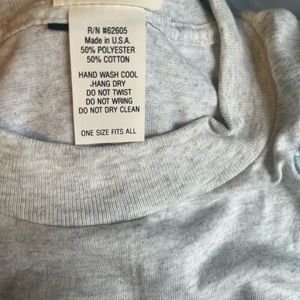 R/N #62605
Made in U.S.A.
50% POLYESTER
50% COTTON
HAND WASH COOL
.HANG DRY
DO NOT TWIST
DO NOT WRING
DO NOT DRY CLEAN
ONE SIZE FITS ALL